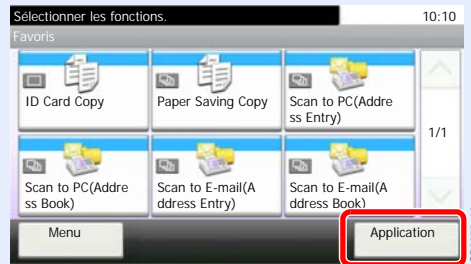 Sélectionner les fonctions.
10:10
Favoris
ID Card Copy
Paper Saving Copy
Scan to PC(Addre
ss Entry)
1/1
Scan to PC(Addre
ss Book)
Scan to E-mail(A
ddress Entry)
Scan to E-mail(A
ddress Book)
Menu
Application